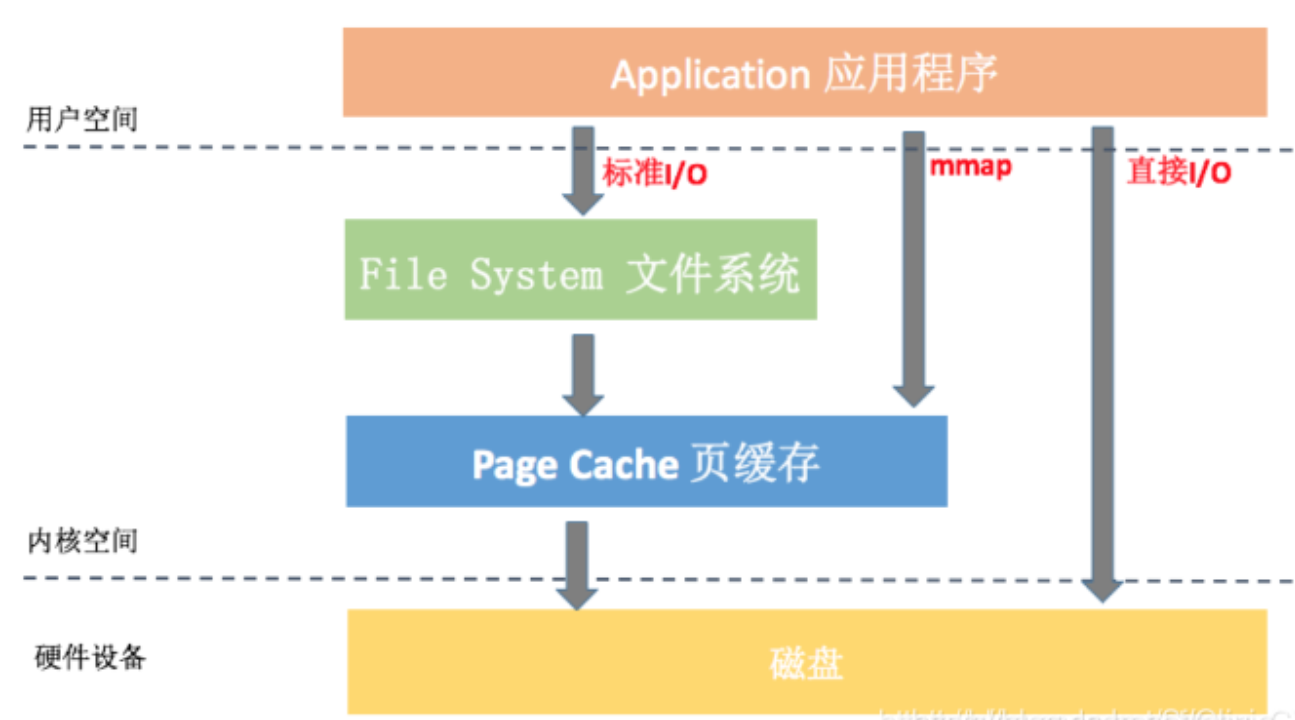 Application 应用程序
用户空间
标准I/O
mmap
直接I/O
File System 文件系统
Page Cache 页缓存
内核空间
硬件设备
磁盘